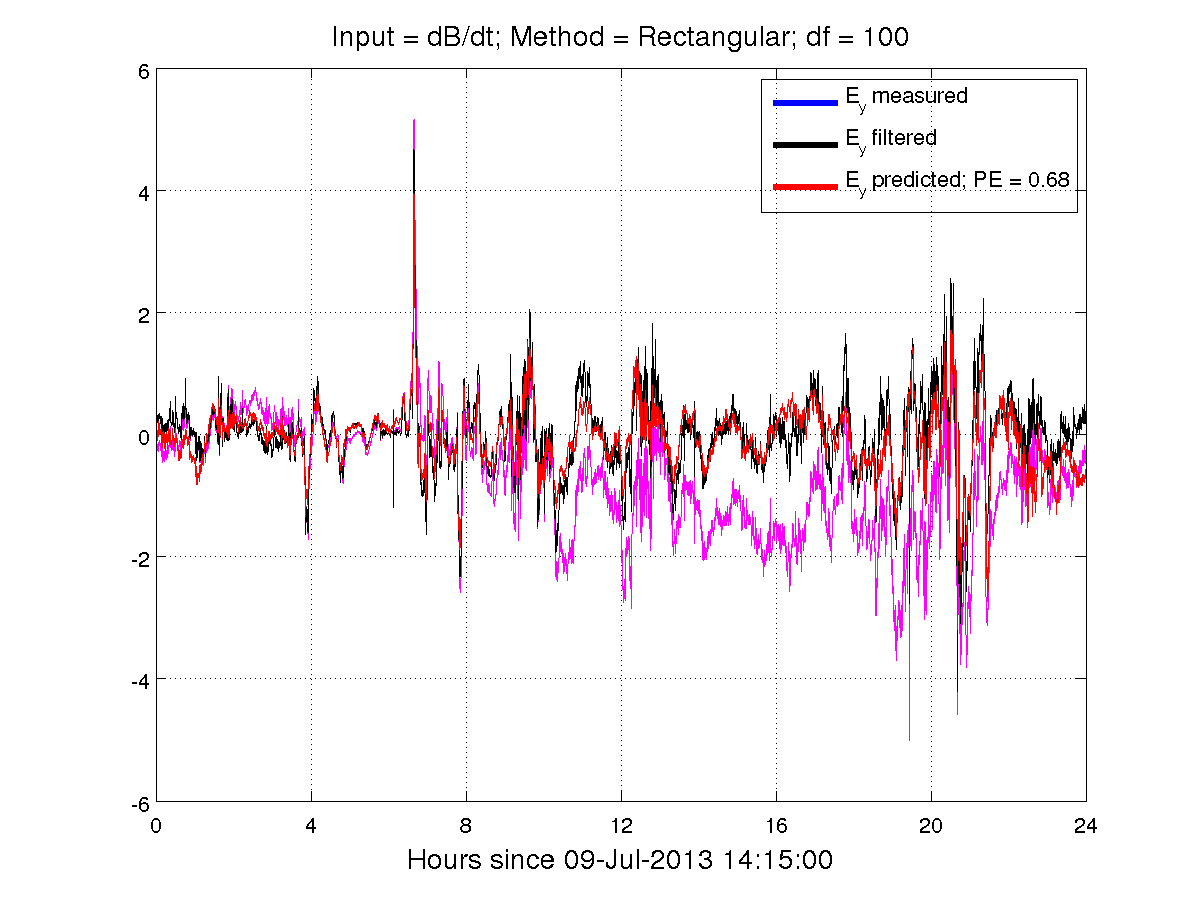 Input = dB/dt; Method = Rectangular; df = 100
6
4
2
0
-2
-4
-6
E_y measured
E_y filtered
E_y predicted; PE = 0.68
0 4 8 12 16 20 24
Hours since 09-Jul-2013 14:15:00